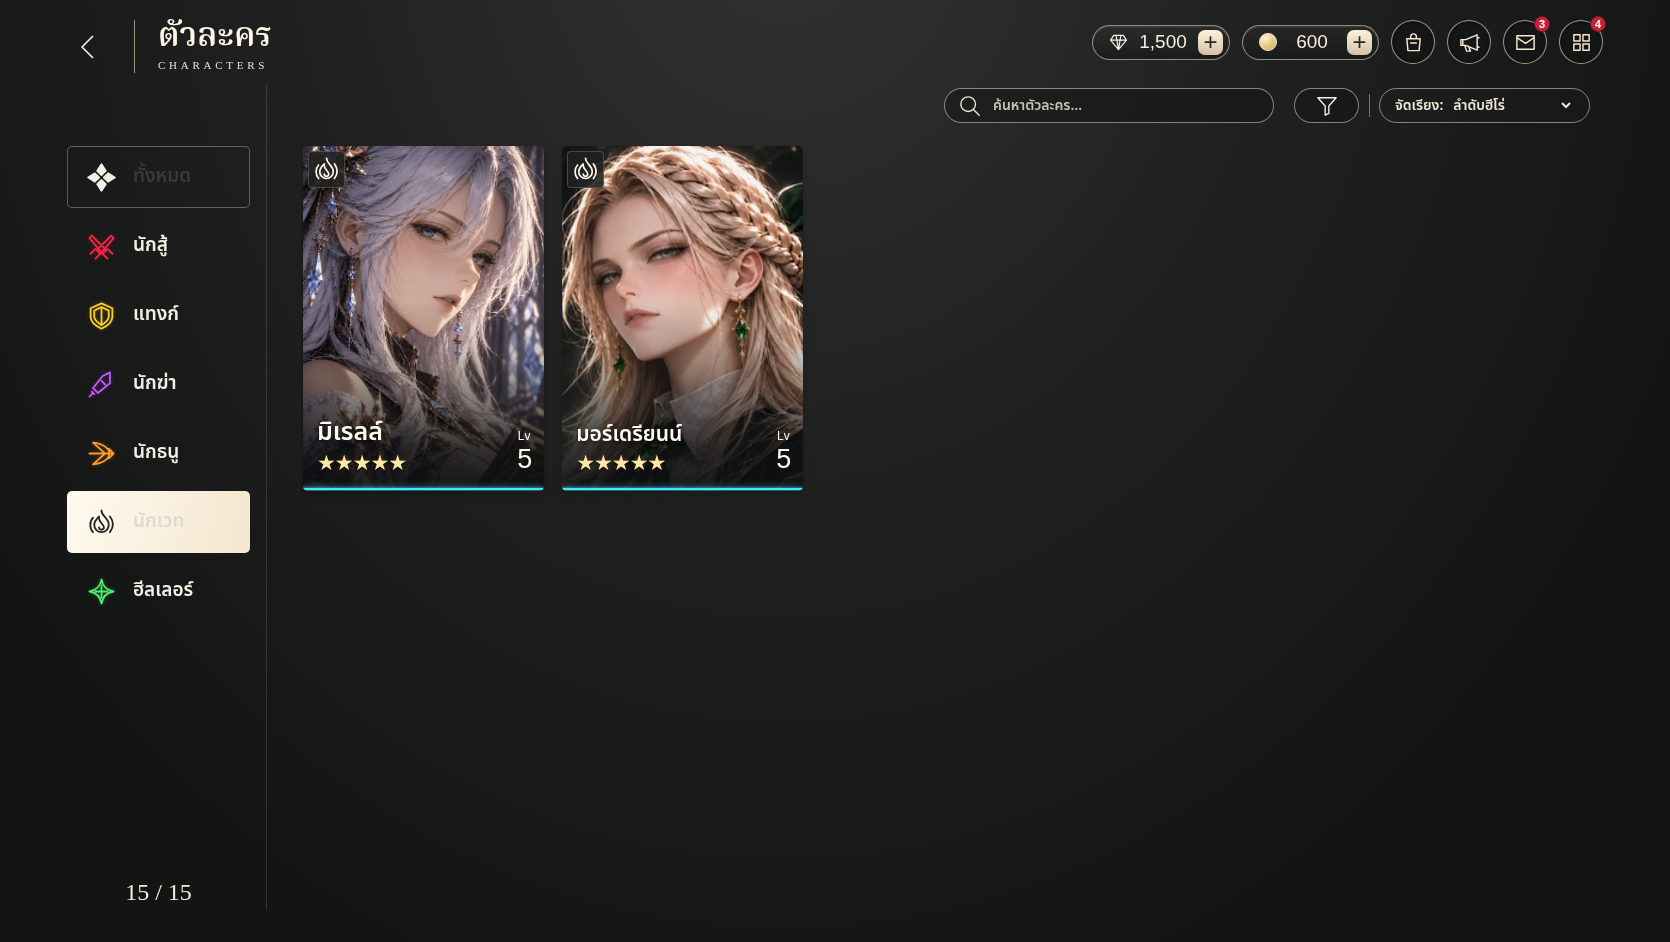 ตัวละคร
CHARACTERS
1,500
600
3
4
ค้นหาตัวละคร...
จัดเรียง: ลำดับฮีโร่
ทั้งหมด
นักสู้
แทงก์
นักฆ่า
นักธนู
นักเวท
ฮีลเลอร์
มิเรลล์
Lv
★★★★★
5
มอร์เดรียนน์
Lv
★★★★★
5
15 / 15